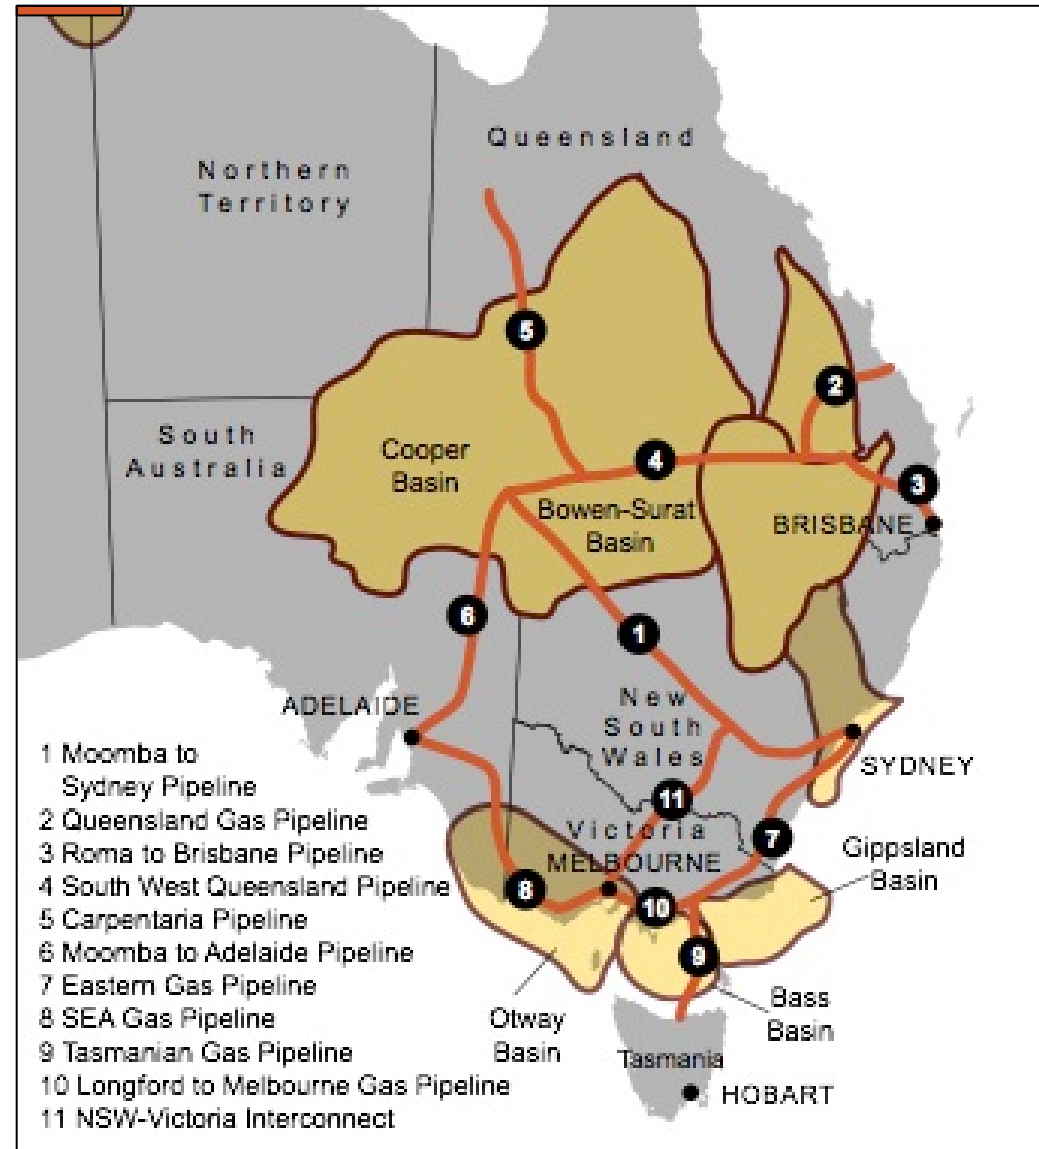 Queensland
Northern
Territory
5
2
South
Australia
Cooper
Basin
4
3
Bowen-Surat
Basin
BRISBANE
6
1
New
South
Wales
ADELAIDE
SYDNEY
11
Victoria
7
MELBOURNE
Gippsland
Basin
8
10
9
Otway
Basin
Bass
Basin
Tasmania
HOBART
1 Moomba to
Sydney Pipeline
2 Queensland Gas Pipeline
3 Roma to Brisbane Pipeline
4 South West Queensland Pipeline
5 Carpentaria Pipeline
6 Moomba to Adelaide Pipeline
7 Eastern Gas Pipeline
8 SEA Gas Pipeline
9 Tasmanian Gas Pipeline
10 Longford to Melbourne Gas Pipeline
11 NSW-Victoria Interconnect